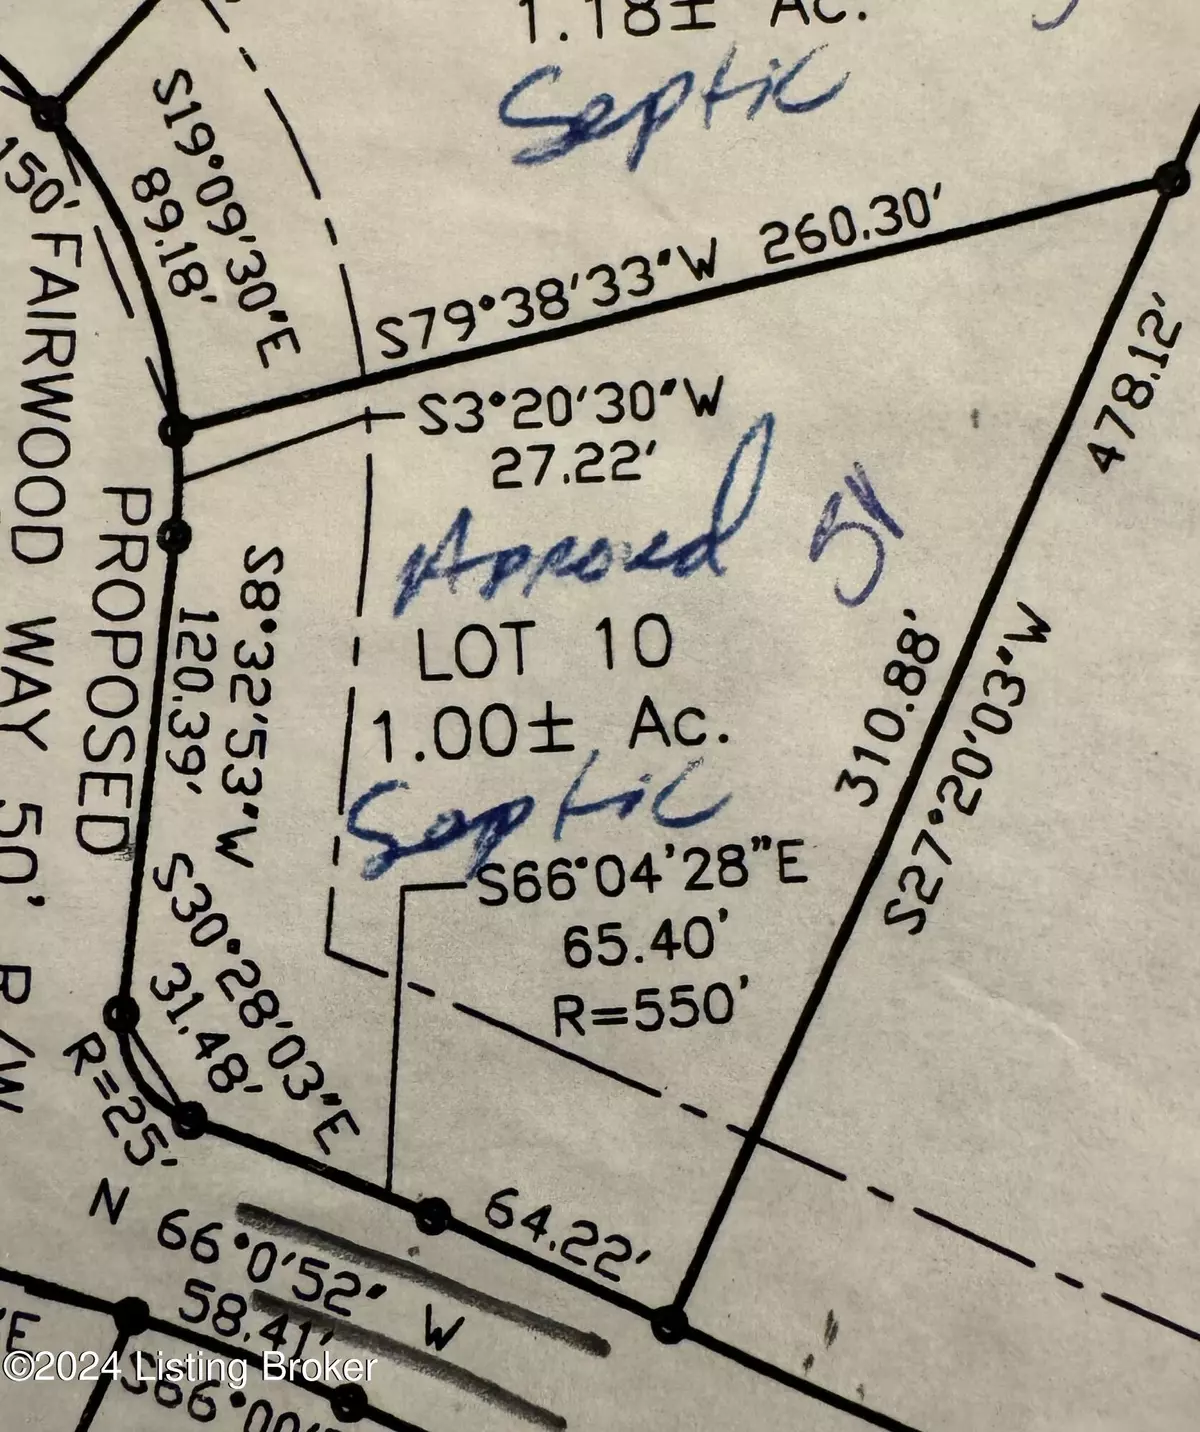 1.18± AC.
Septic
S19°09'30"E
89.18'
150'
FAIRWOOD WAY 50' R/W
PROPOSED
S79°38'33"W 260.30'
S3°20'30"W
27.22'
478.12'
Approved
LOT 10
1.00± Ac.
Septic
310.88'
S27°20'03"W
S8°32'53"W
120.39'
S66°04'28"E
65.40'
R=550'
S30°28'03"E
31.48'
R=25'
64.22'
N 66°0'52" W
58.41'
©2024 Listing Broker